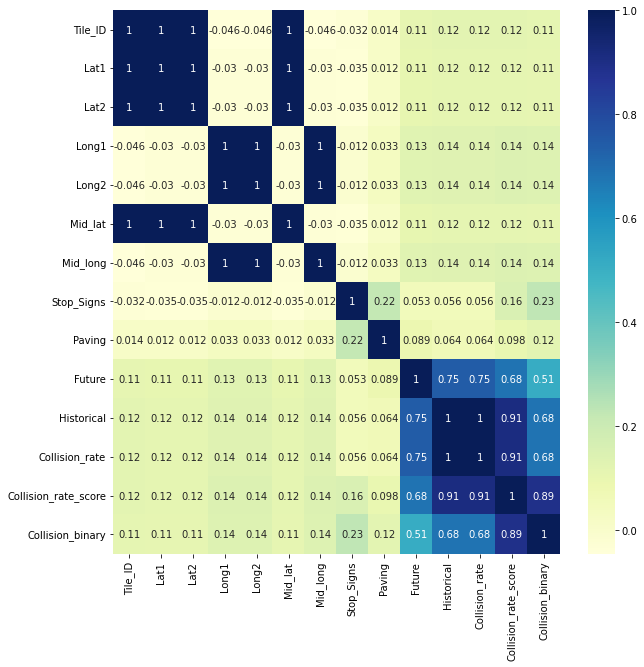 1.0
Tile_ID 1 1 1 -0.046 -0.046 1 -0.046 -0.032 0.014 0.11 0.12 0.12 0.12 0.11
Lat1 1 1 1 -0.03 -0.03 1 -0.03 -0.035 0.012 0.11 0.12 0.12 0.12 0.11
Lat2 1 1 1 -0.03 -0.03 1 -0.03 -0.035 0.012 0.11 0.12 0.12 0.12 0.11
0.8
Long1 -0.046 -0.03 -0.03 1 1 -0.03 1 -0.012 0.033 0.13 0.14 0.14 0.14 0.14
Long2 -0.046 -0.03 -0.03 1 1 -0.03 1 -0.012 0.033 0.13 0.14 0.14 0.14 0.14
0.6
Mid_lat 1 1 1 -0.03 -0.03 1 -0.03 -0.035 0.012 0.11 0.12 0.12 0.12 0.11
Mid_long -0.046 -0.03 -0.03 1 1 -0.03 1 -0.012 0.033 0.13 0.14 0.14 0.14 0.14
Stop_Signs -0.032 -0.035 -0.035 -0.012 -0.012 -0.035 -0.012 1 0.22 0.053 0.056 0.056 0.16 0.23
0.4
Paving 0.014 0.012 0.012 0.033 0.033 0.012 0.033 0.22 1 0.089 0.064 0.064 0.098 0.12
Future 0.11 0.11 0.11 0.13 0.13 0.11 0.13 0.053 0.089 1 0.75 0.75 0.68 0.51
Historical 0.12 0.12 0.12 0.14 0.14 0.12 0.14 0.056 0.064 0.75 1 1 0.91 0.68
0.2
Collision_rate 0.12 0.12 0.12 0.14 0.14 0.12 0.14 0.056 0.064 0.75 1 1 0.91 0.68
Collision_rate_score 0.12 0.12 0.12 0.14 0.14 0.12 0.14 0.16 0.098 0.68 0.91 0.91 1 0.89
0.0
Collision_binary 0.11 0.11 0.11 0.14 0.14 0.11 0.14 0.23 0.12 0.51 0.68 0.68 0.89 1
Tile_ID
Lat1
Lat2
Long1
Long2
Mid_lat
Mid_long
Stop_Signs
Paving
Future
Historical
Collision_rate
Collision_rate_score
Collision_binary